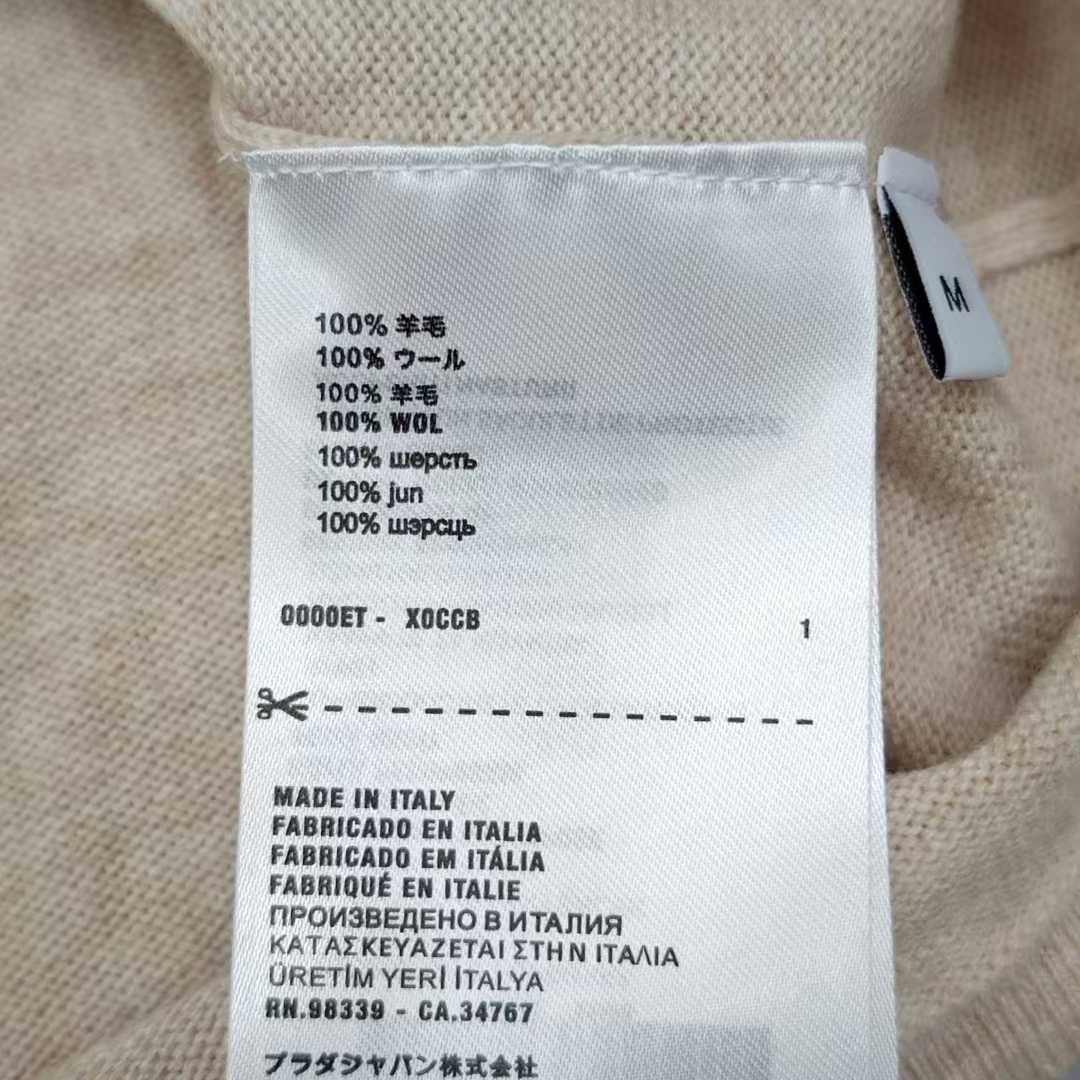 100% 羊毛
100% ウール
100% 羊毛
100% WOL
100% шерсть
100% jun
100% шэрсць
0000ET - X0CCB 1
MADE IN ITALY
FABRICADO EN ITALIA
FABRICADO EM ITÁLIA
FABRIQUÉ EN ITALIE
ПРОИЗВЕДЕНО В ИТАЛИЯ
ΚΑΤΑΣΚΕΥΑΖΕΤΑΙ ΣΤΗΝ ΙΤΑΛΙΑ
ÜRETİM YERİ İTALYA
RN.98339 - CA.34767
プラダジャパン株式会社
M